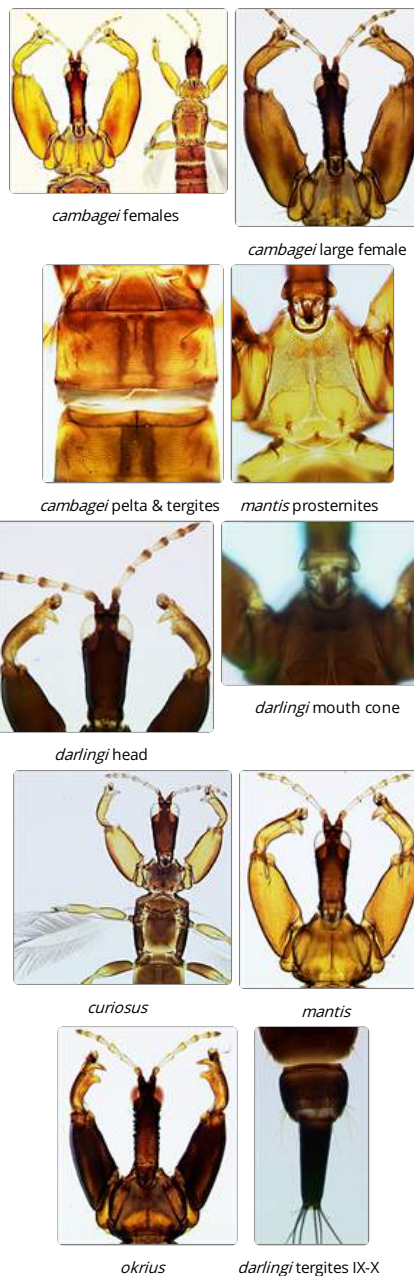 cambagei females
cambagei large female
cambagei pelta & tergites
mantis prosternites
darlingi mouth cone
darlingi head
curiosus
mantis
okrius
darlingi tergites IX-X